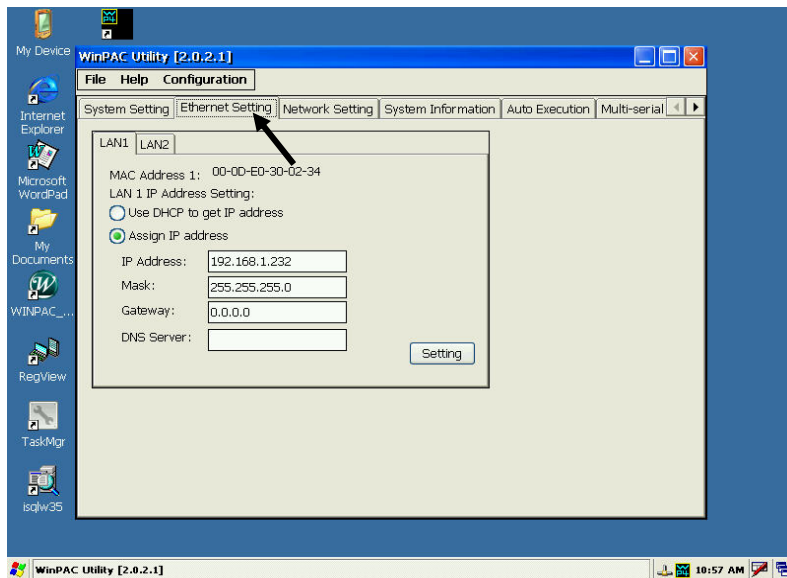 My Device
WinPAC Utility [2.0.2.1]
File Help Configuration
System Setting Ethernet Setting Network Setting System Information Auto Execution Multi-serial
Internet Explorer
LAN1 LAN2
MAC Address 1: 00-0D-E0-30-02-34
Microsoft WordPad
LAN 1 IP Address Setting:
Use DHCP to get IP address
Assign IP address
My Documents
IP Address: 192.168.1.232
Mask: 255.255.255.0
WINPAC_...
Gateway: 0.0.0.0
DNS Server:
Setting
RegView
TaskMgr
isqlw35
WinPAC Utility [2.0.2.1] 10:57 AM